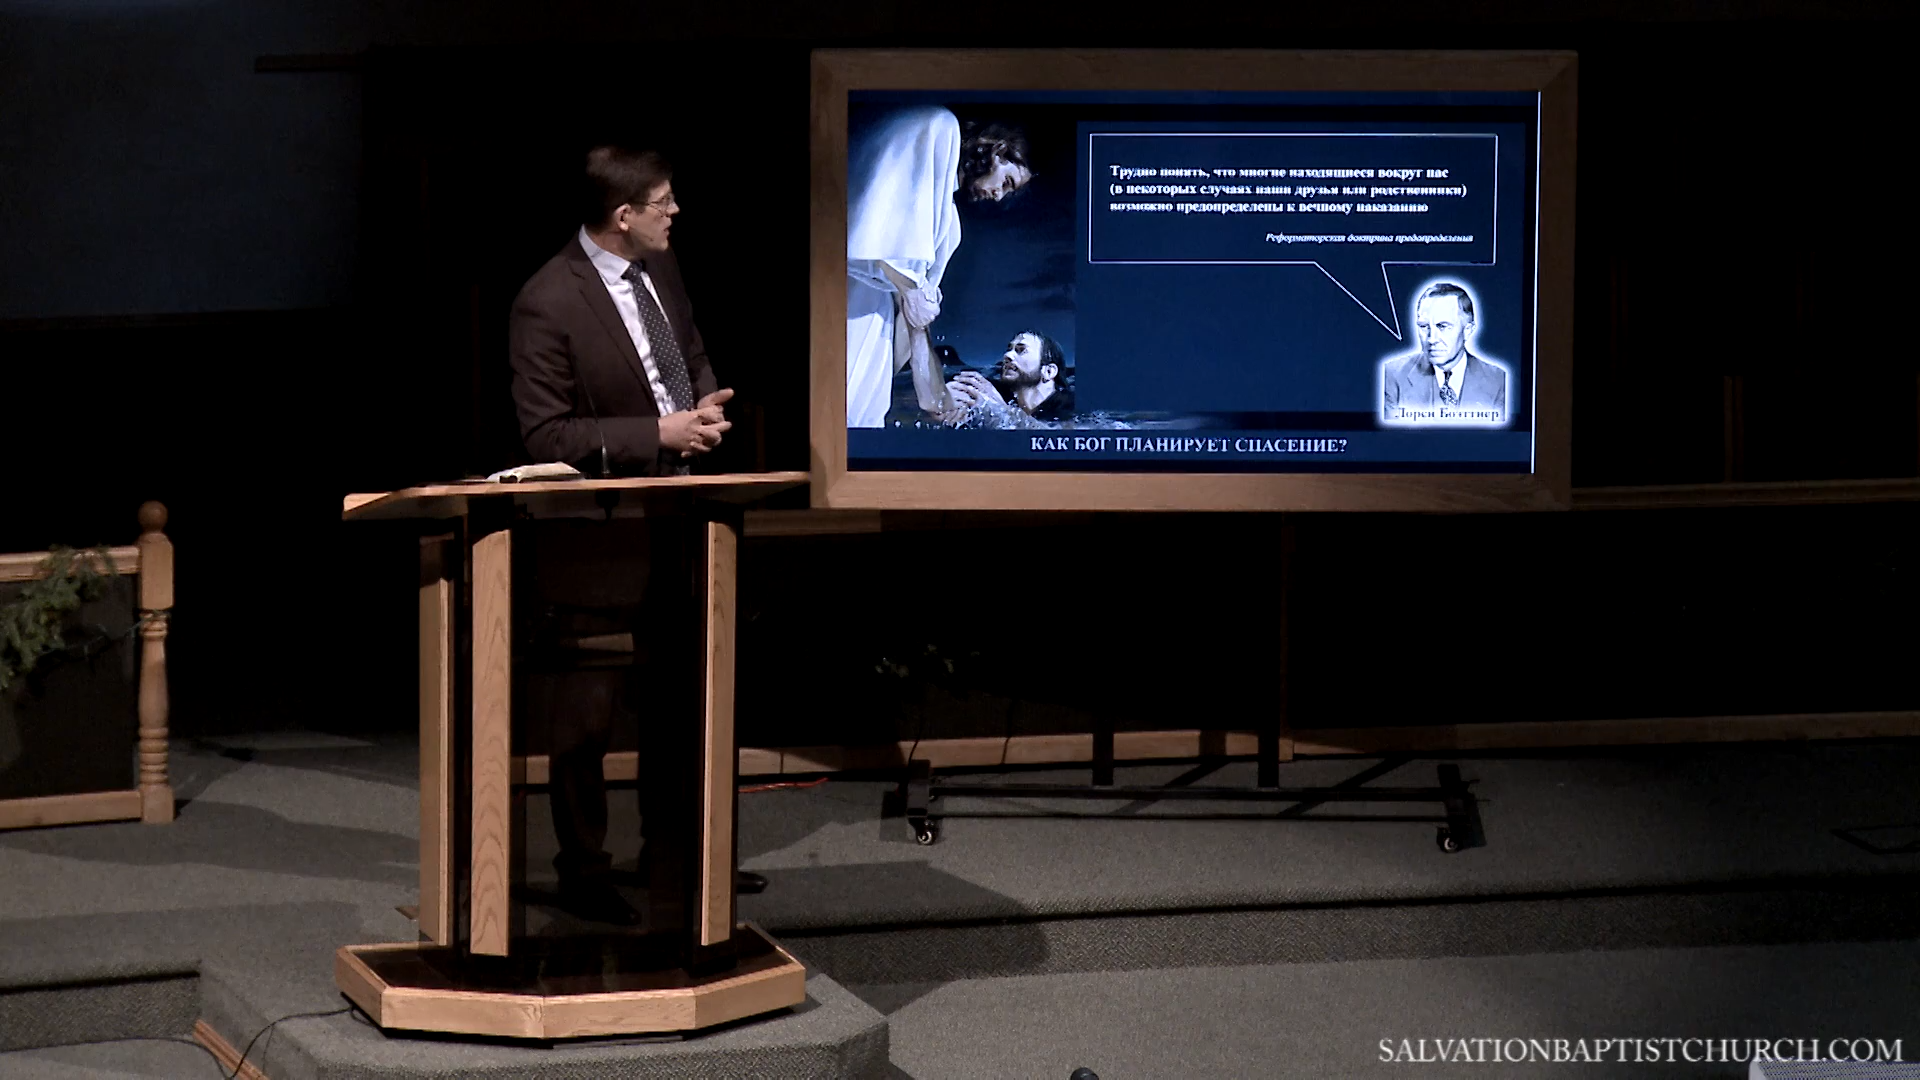 Трудно понять, что многие находящиеся вокруг нас
(в некоторых случаях наши друзья или родственники)
возможно предопределены к вечному наказанию
Реформаторская доктрина предопределения
Лорен Боэттнер
КАК БОГ ПЛАНИРУЕТ СПАСЕНИЕ?
SALVATIONBAPTISTCHURCH.COM